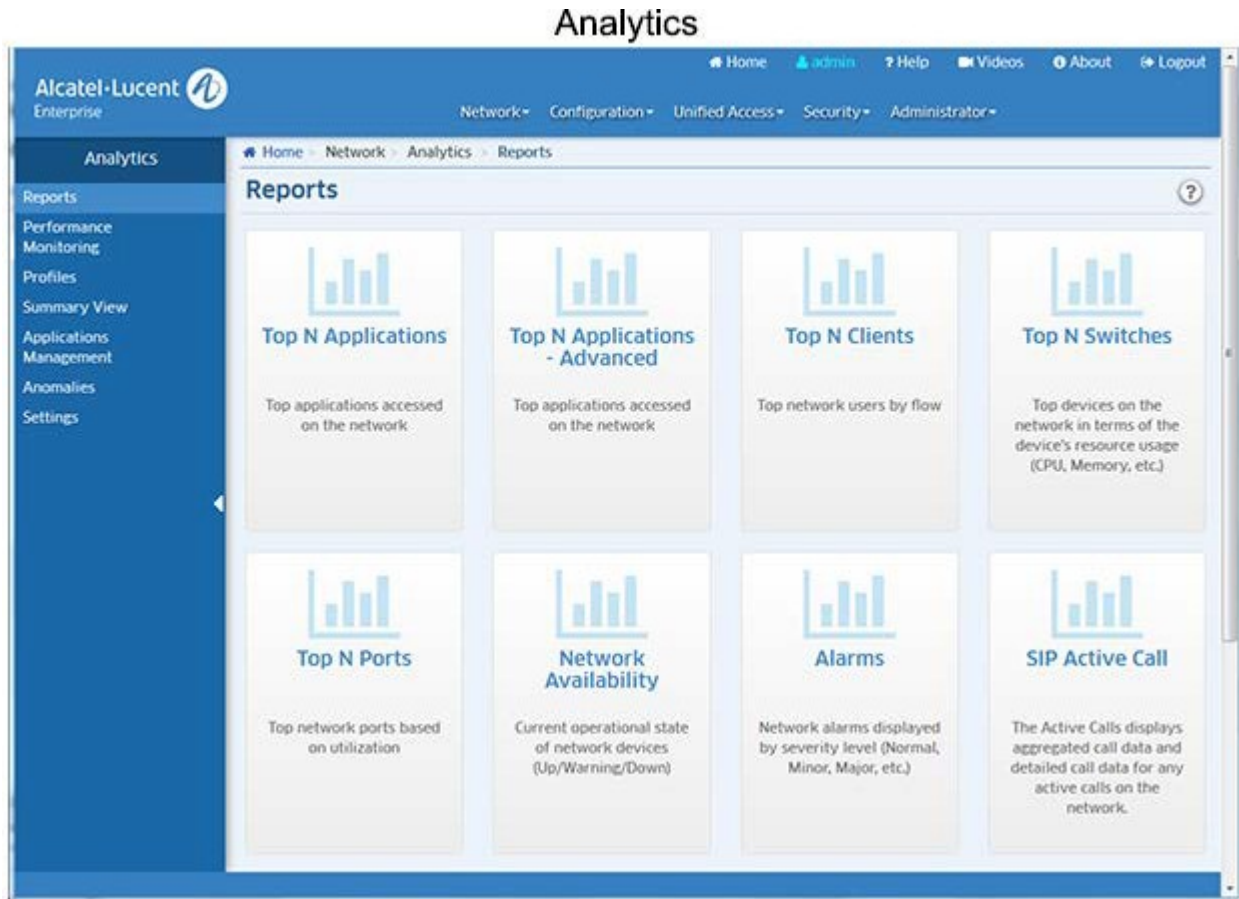 Analytics
Alcatel·Lucent
Enterprise
Home admin ? Help Videos About Logout
Network Configuration Unified Access Security Administrator
Analytics
Reports
Performance
Monitoring
Profiles
Summary View
Applications
Management
Anomalies
Settings
Home > Network > Analytics > Reports
Reports
?
Top N Applications
Top applications accessed
on the network
Top N Applications
- Advanced
Top applications accessed
on the network
Top N Clients
Top network users by flow
Top N Switches
Top devices on the
network in terms of the
device's resource usage
(CPU, Memory, etc.)
Top N Ports
Top network ports based
on utilization
Network
Availability
Current operational state
of network devices
(Up/Warning/Down)
Alarms
Network alarms displayed
by severity level (Normal,
Minor, Major, etc.)
SIP Active Call
The Active Calls displays
aggregated call data and
detailed call data for any
active calls on the
network.